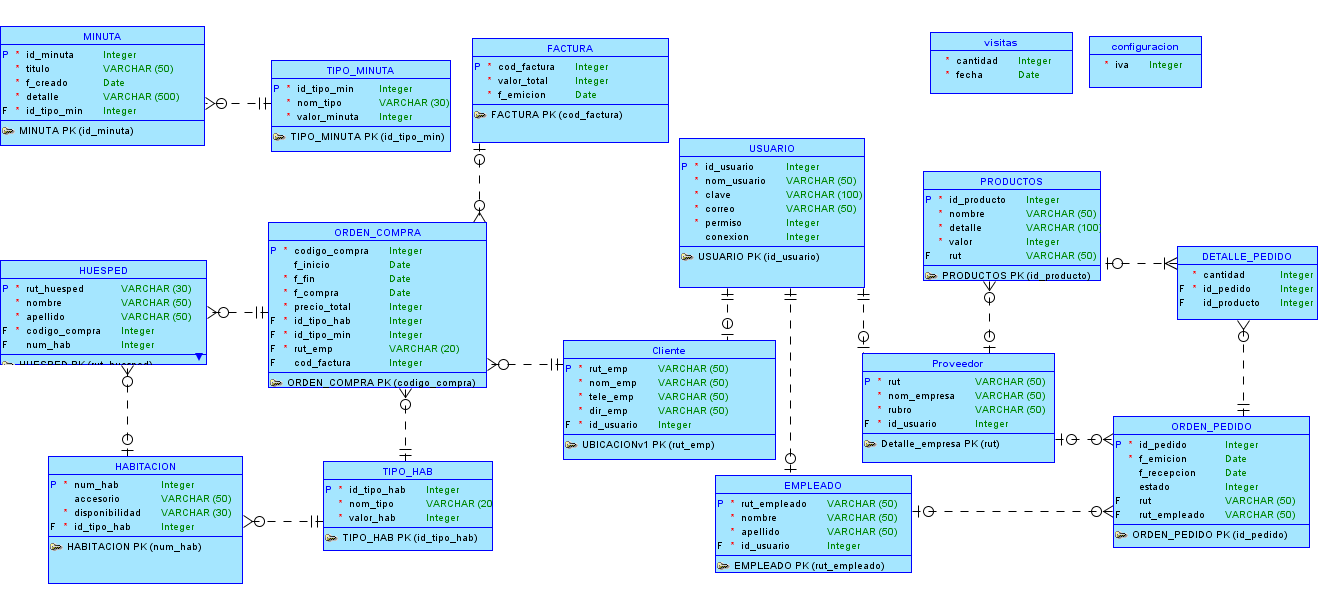 MINUTA
P * id_minuta Integer
* titulo VARCHAR (50)
* f_creado Date
* detalle VARCHAR (500)
F * id_tipo_min Integer
MINUTA PK (id_minuta)
TIPO_MINUTA
P * id_tipo_min Integer
* nom_tipo VARCHAR (30)
* valor_minuta Integer
TIPO_MINUTA PK (id_tipo_min)
FACTURA
P * cod_factura Integer
* valor_total Integer
* f_emicion Date
FACTURA PK (cod_factura)
visitas
* cantidad Integer
* fecha Date
configuracion
* iva Integer
USUARIO
P * id_usuario Integer
* nom_usuario VARCHAR (50)
* clave VARCHAR (100)
* correo VARCHAR (50)
* permiso Integer
conexion Integer
USUARIO PK (id_usuario)
PRODUCTOS
P * id_producto Integer
* nombre VARCHAR (50)
* detalle VARCHAR (100
* valor Integer
F rut VARCHAR (50)
PRODUCTOS PK (id_producto)
DETALLE_PEDIDO
* cantidad Integer
F * id_pedido Integer
F id_producto Integer
HUESPED
P * rut_huesped VARCHAR (30)
* nombre VARCHAR (50)
* apellido VARCHAR (50)
F * codigo_compra Integer
F num_hab Integer
HUESPED PK (rut_huesped)
ORDEN_COMPRA
P * codigo_compra Integer
f_inicio Date
* f_fin Date
* f_compra Date
* precio_total Integer
F * id_tipo_hab Integer
F * id_tipo_min Integer
F * rut_emp VARCHAR (20)
F cod_factura Integer
ORDEN_COMPRA PK (codigo_compra)
Cliente
P * rut_emp VARCHAR (50)
* nom_emp VARCHAR (50)
* tele_emp VARCHAR (50)
* dir_emp VARCHAR (50)
F * id_usuario Integer
UBICACIONv1 PK (rut_emp)
Proveedor
P * rut VARCHAR (50)
* nom_empresa VARCHAR (50)
* rubro VARCHAR (50)
F * id_usuario Integer
Detalle_empresa PK (rut)
HABITACION
P * num_hab Integer
accesorio VARCHAR (50)
* disponibilidad VARCHAR (30)
F * id_tipo_hab Integer
HABITACION PK (num_hab)
TIPO_HAB
P * id_tipo_hab Integer
* nom_tipo VARCHAR (20
* valor_hab Integer
TIPO_HAB PK (id_tipo_hab)
EMPLEADO
P * rut_empleado VARCHAR (50)
* nombre VARCHAR (50)
* apellido VARCHAR (50)
F * id_usuario Integer
EMPLEADO PK (rut_empleado)
ORDEN_PEDIDO
P * id_pedido Integer
* f_emicion Date
f_recepcion Date
estado Integer
F rut VARCHAR (50)
F rut_empleado VARCHAR (50)
ORDEN_PEDIDO PK (id_pedido)